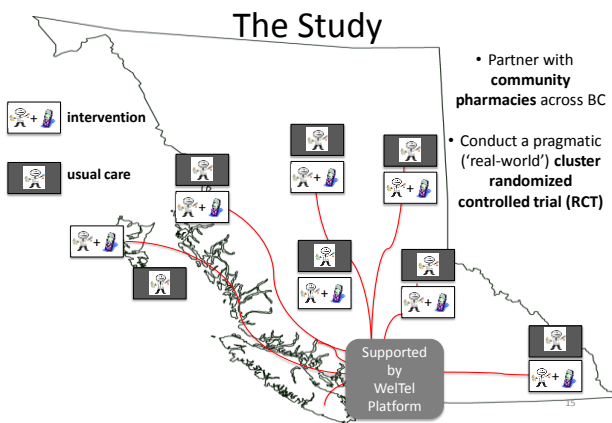 The Study
• Partner with
community
pharmacies across BC
• Conduct a pragmatic
('real-world') cluster
randomized
controlled trial (RCT)
+
intervention
usual care
+
+
+
+
+
+
+
Supported
by
WelTel
Platform
15